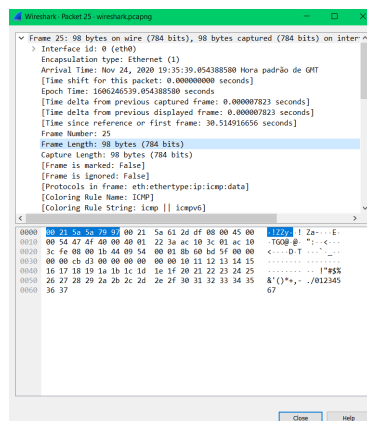 Wireshark · Packet 25 · wireshark.pcapng
Frame 25: 98 bytes on wire (784 bits), 98 bytes captured (784 bits) on inter
Interface id: 0 (eth0)
Encapsulation type: Ethernet (1)
Arrival Time: Nov 24, 2020 19:35:39.054388580 Hora padrão de GMT
[Time shift for this packet: 0.000000000 seconds]
Epoch Time: 1606246539.054388580 seconds
[Time delta from previous captured frame: 0.000007823 seconds]
[Time delta from previous displayed frame: 0.000007823 seconds]
[Time since reference or first frame: 30.514916656 seconds]
Frame Number: 25
Frame Length: 98 bytes (784 bits)
Capture Length: 98 bytes (784 bits)
[Frame is marked: False]
[Frame is ignored: False]
[Protocols in frame: eth:ethertype:ip:icmp:data]
[Coloring Rule Name: ICMP]
[Coloring Rule String: icmp || icmpv6]
0000 00 21 5a 5a 79 97 00 21 5a 61 2d df 08 00 45 00 ·!ZZy··! Za-···E·
0010 00 54 47 4f 40 00 40 01 22 3a ac 10 3c 01 ac 10 ·TGO@·@· ":··<···
0020 3c fe 08 00 1b 44 09 54 00 01 8b 60 bd 5f 00 00 <····D·T ···`·_··
0030 00 00 cb d3 00 00 00 00 00 00 10 11 12 13 14 15 ········ ········
0040 16 17 18 19 1a 1b 1c 1d 1e 1f 20 21 22 23 24 25 ········ ·· !"#$%
0050 26 27 28 29 2a 2b 2c 2d 2e 2f 30 31 32 33 34 35 &'()*+,- ./012345
0060 36 37 67
Close Help